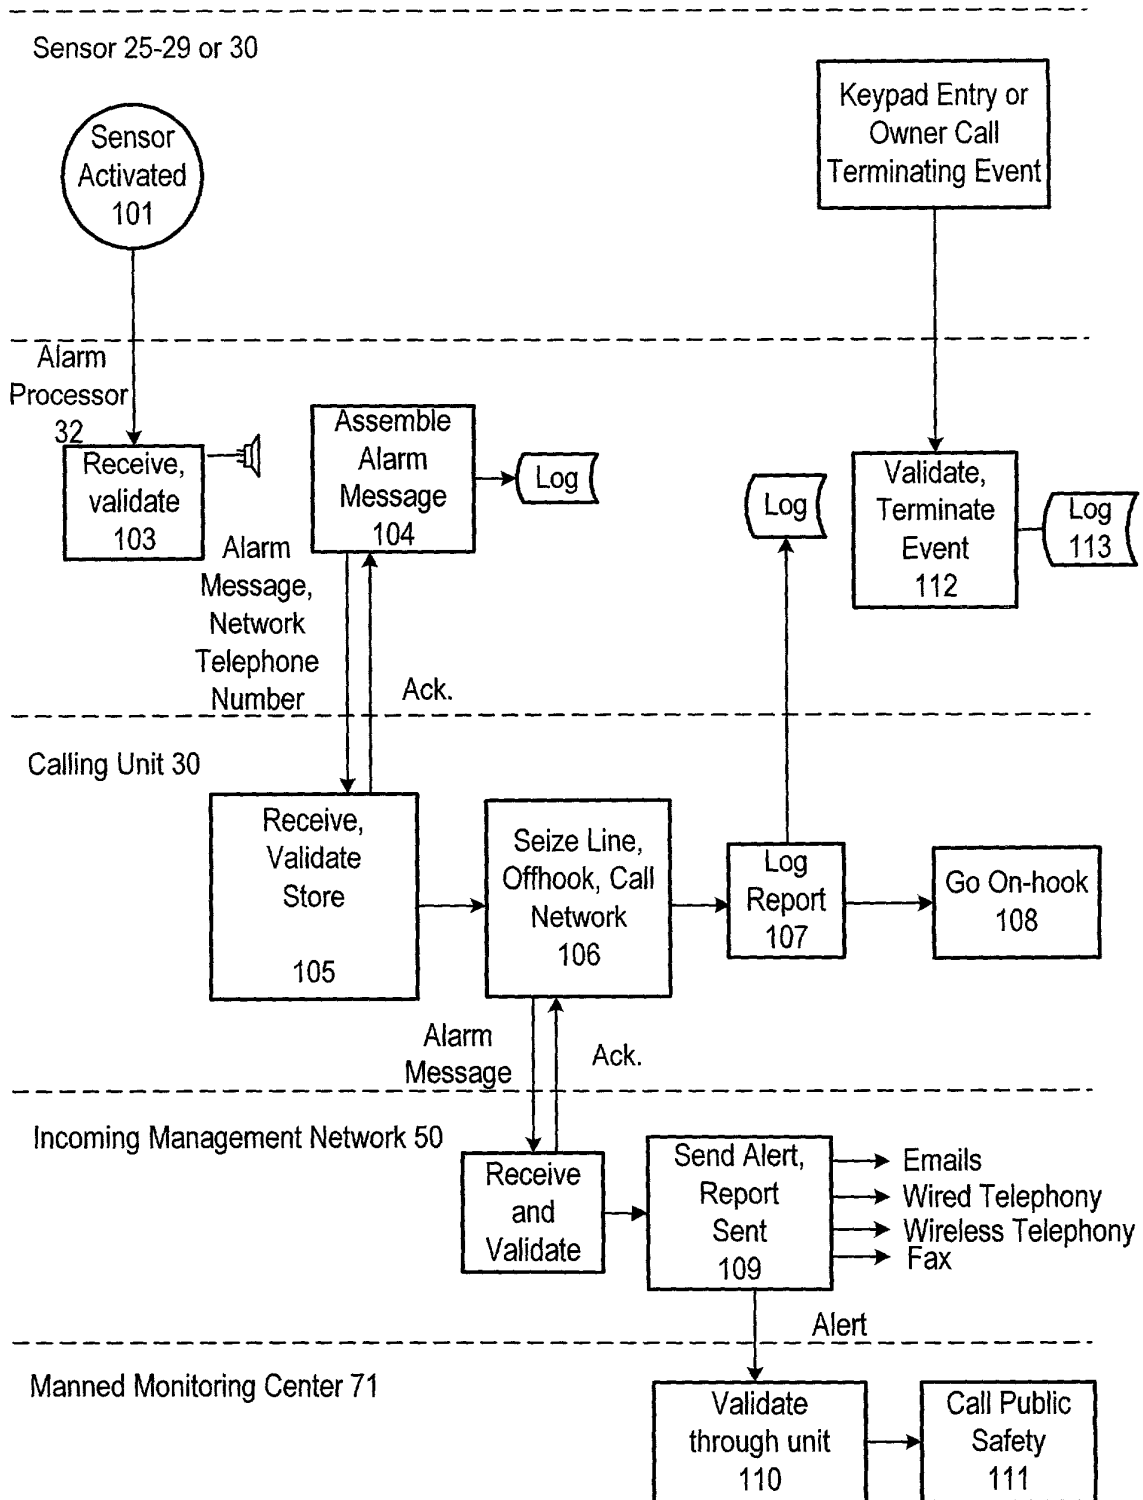 Sensor 25-29 or 30
Sensor
Activated
101
Keypad Entry or
Owner Call
Terminating Event
Alarm
Processor
32
Receive,
validate
103
Assemble
Alarm
Message
104
Log
Log
Validate,
Terminate
Event
112
Log
113
Alarm
Message,
Network
Telephone
Number
Ack.
Calling Unit 30
Receive,
Validate
Store
105
Seize Line,
Offhook, Call
Network
106
Log
Report
107
Go On-hook
108
Alarm
Message
Ack.
Incoming Management Network 50
Receive
and
Validate
Send Alert,
Report
Sent
109
Emails
Wired Telephony
Wireless Telephony
Fax
Alert
Manned Monitoring Center 71
Validate
through unit
110
Call Public
Safety
111